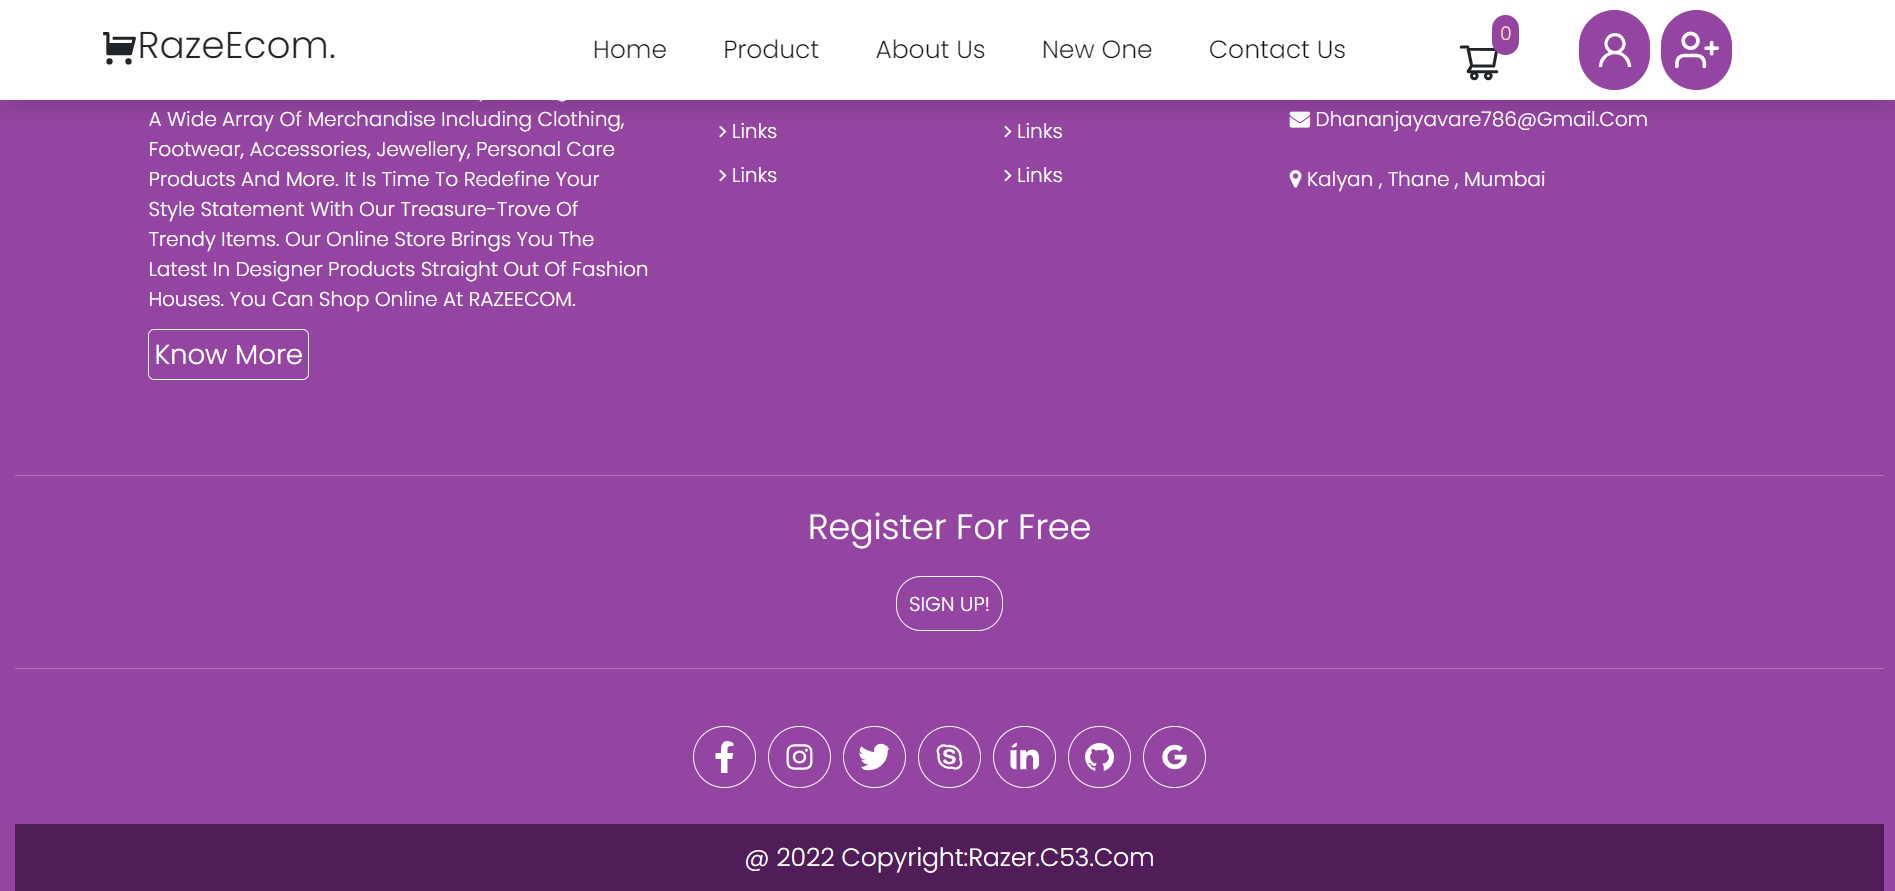 RazeEcom.
Home
Product
About Us
New One
Contact Us
0
A Wide Array Of Merchandise Including Clothing,
Footwear, Accessories, Jewellery, Personal Care
Products And More. It Is Time To Redefine Your
Style Statement With Our Treasure-Trove Of
Trendy Items. Our Online Store Brings You The
Latest In Designer Products Straight Out Of Fashion
Houses. You Can Shop Online At RAZEECOM.
Know More
Links
Links
Links
Links
Dhananjayavare786@Gmail.Com
Kalyan , Thane , Mumbai
Register For Free
SIGN UP!
@ 2022 Copyright:Razer.C53.Com